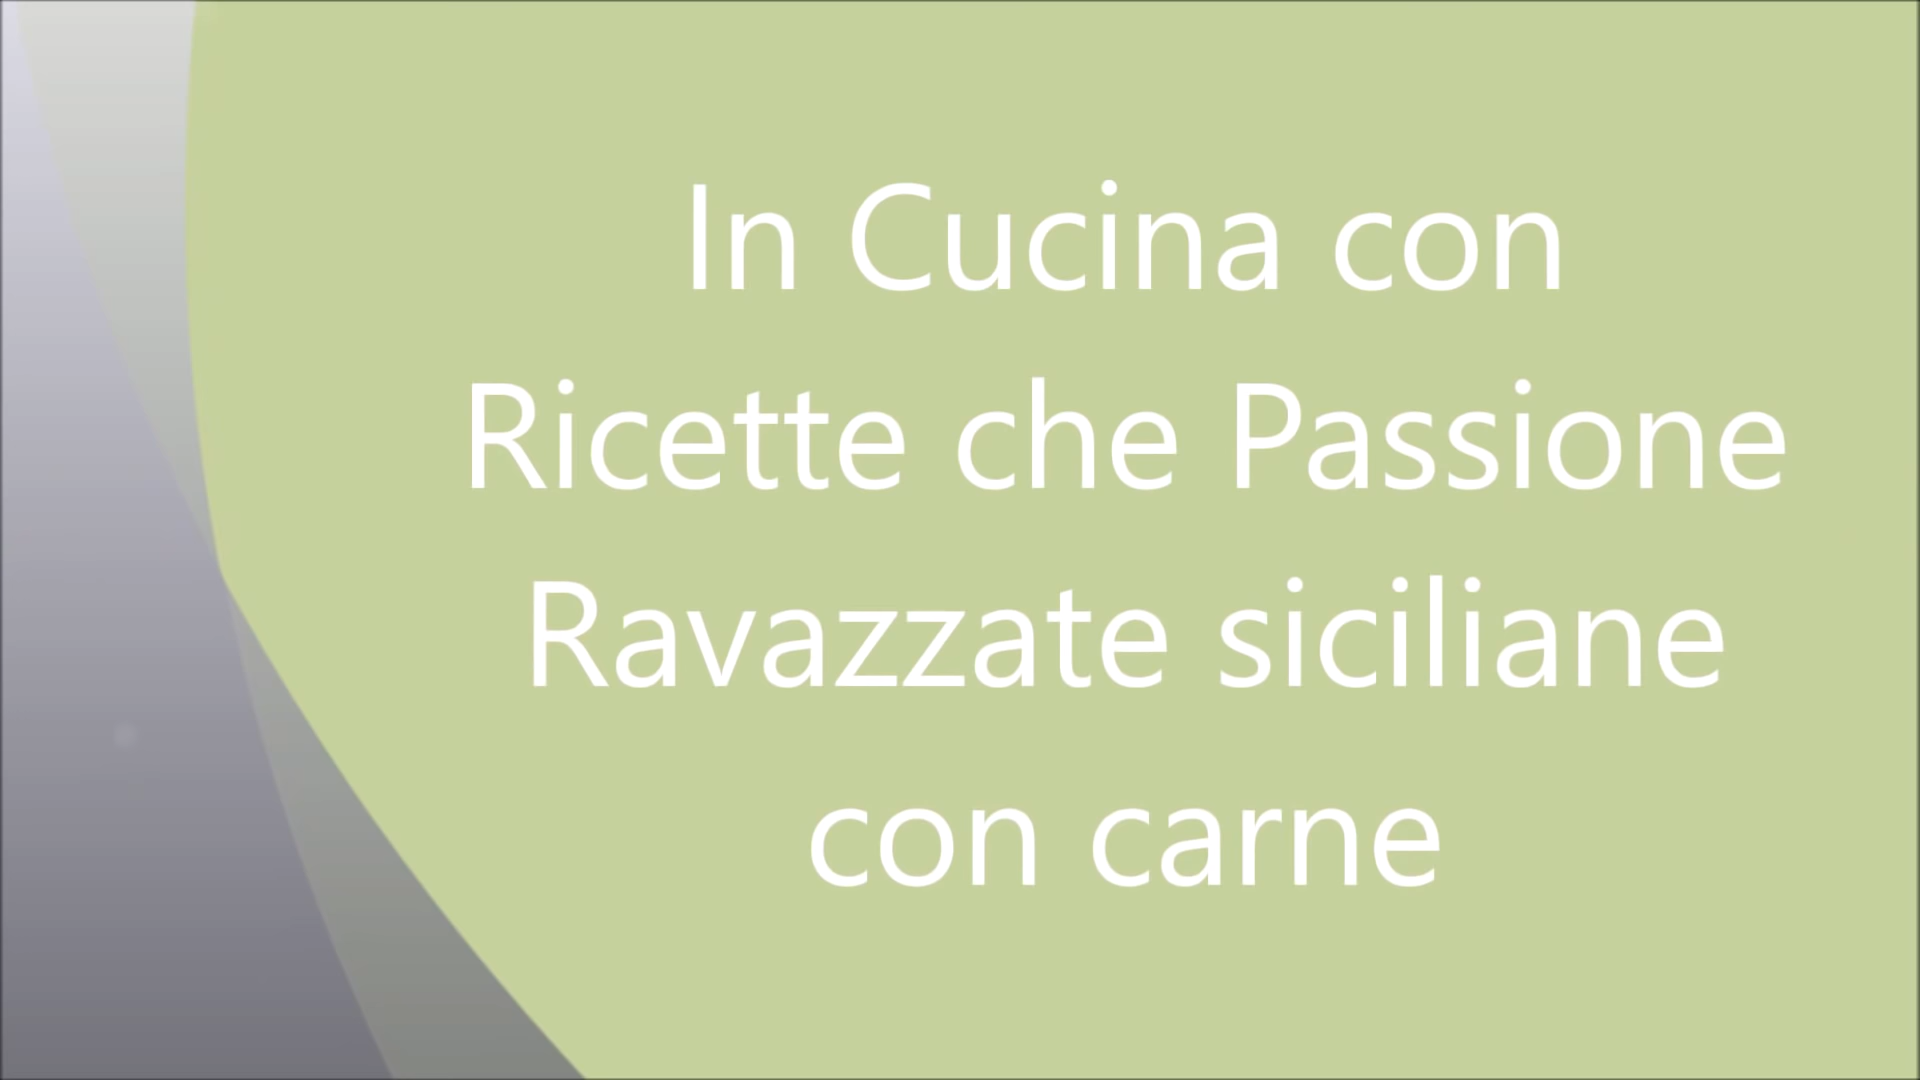 In Cucina con
Ricette che Passione
Ravazzate siciliane
con carne